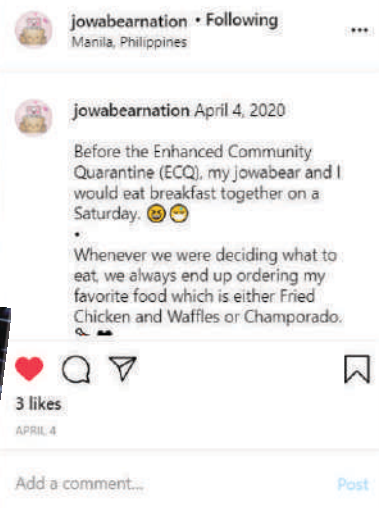 jowabearnation • Following
Manila, Philippines
jowabearnation April 4, 2020
Before the Enhanced Community
Quarantine (ECQ), my jowabear and I
would eat breakfast together on a
Saturday. 😆😁
•
Whenever we were deciding what to
eat, we always end up ordering my
favorite food which is either Fried
Chicken and Waffles or Champorado.
3 likes
APRIL 4
Add a comment...
Post